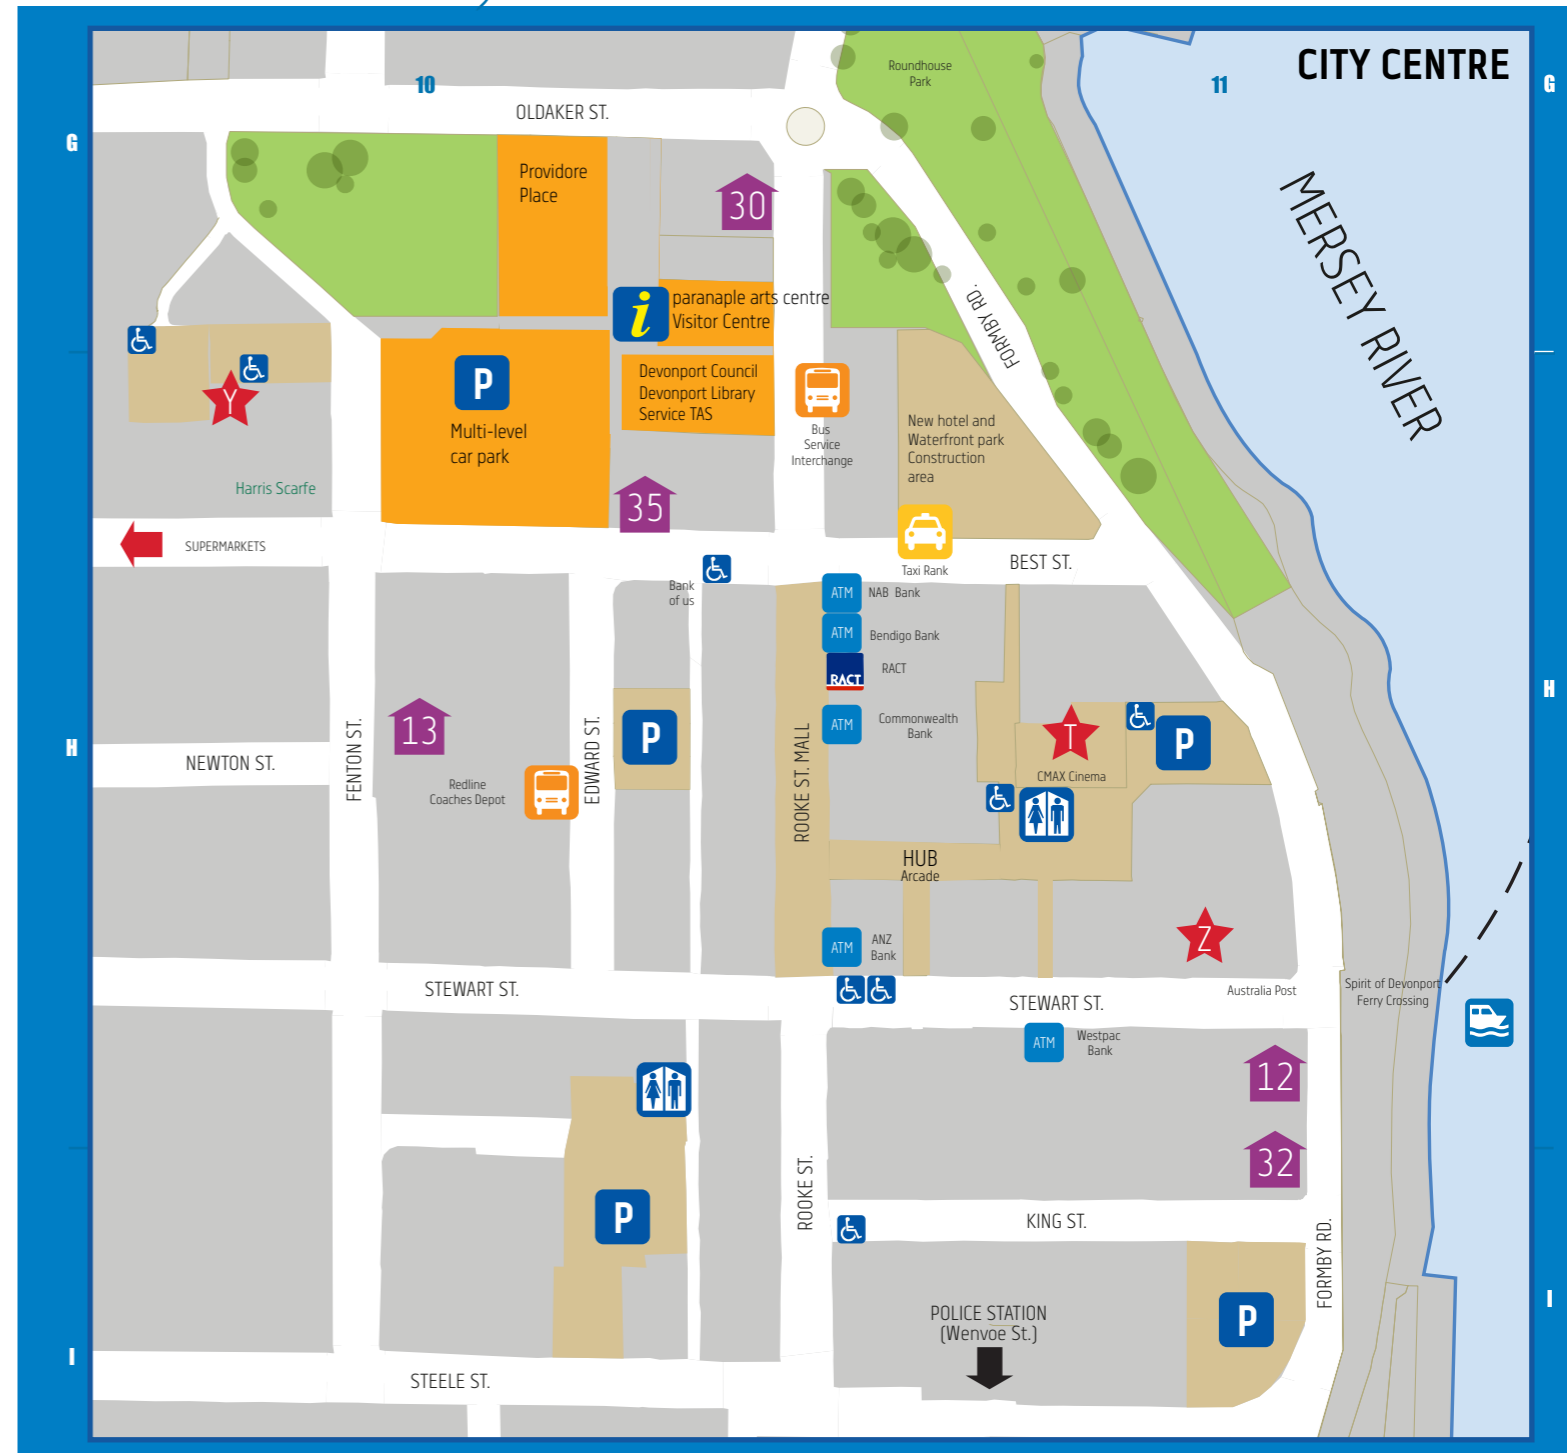 CITY CENTRE
10
11
G
G
Roundhouse
Park
OLDAKER ST.
Providore
Place
30
MERSEY RIVER
i
paranaple arts centre
Visitor Centre
FORMBY RD.
Devonport Council
Devonport Library
Service TAS
P
Multi-level
car park
Y
Bus
Service
Interchange
New hotel and
Waterfront park
Construction
area
Harris Scarfe
35
SUPERMARKETS
Taxi Rank
BEST ST.
Bank
of us
ATM
NAB Bank
ATM
Bendigo Bank
RACT
RACT
ATM
Commonwealth
Bank
H
H
13
P
T
P
CMAX Cinema
NEWTON ST.
FENTON ST.
EDWARD ST.
ROOKE ST. MALL
Redline
Coaches Depot
HUB
Arcade
ATM
ANZ
Bank
Z
STEWART ST.
STEWART ST.
Australia Post
Spirit of Devonport
Ferry Crossing
ATM
Westpac
Bank
12
32
P
ROOKE ST.
KING ST.
FORMBY RD.
I
I
POLICE STATION
(Wenvoe St.)
P
STEELE ST.